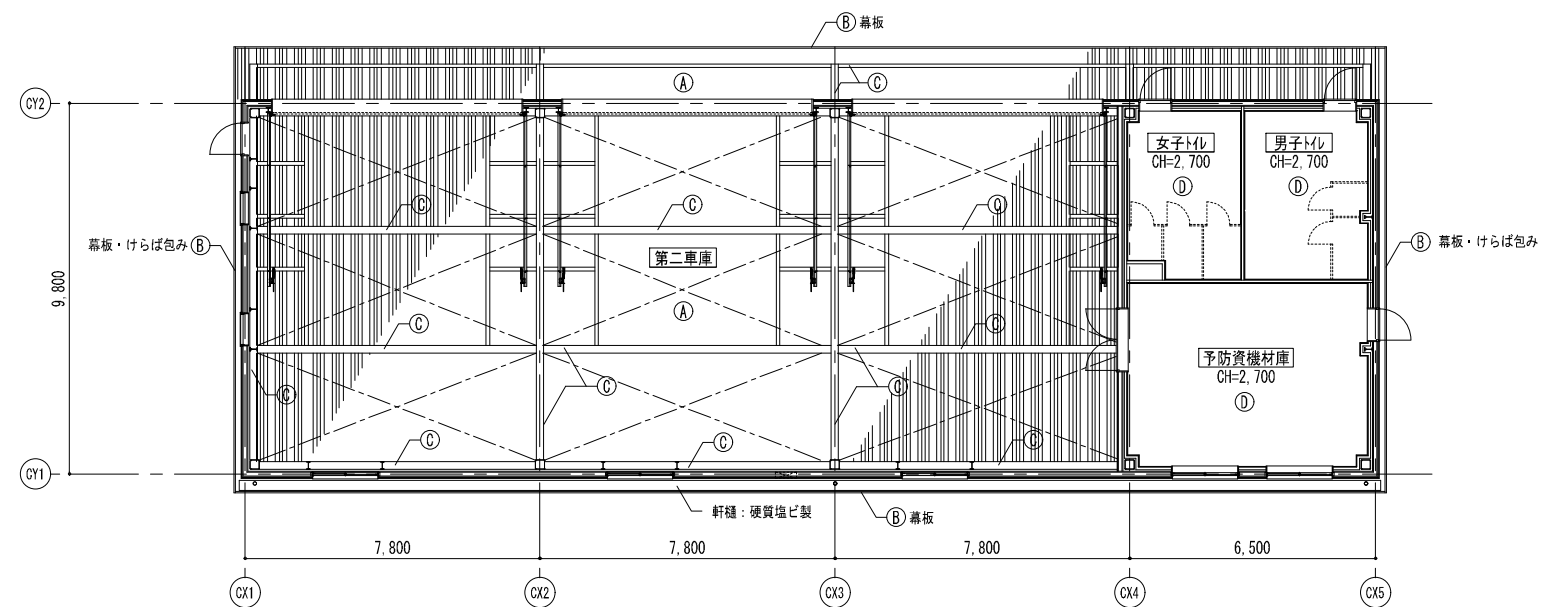 Ⓑ 幕板
Ⓐ
Ⓒ
CY2
女子トイレ
CH=2,700
Ⓓ
男子トイレ
CH=2,700
Ⓓ
Ⓒ
Ⓒ
Ⓒ
幕板・けらば包み Ⓑ
第二車庫
Ⓑ 幕板・けらば包み
9,800
Ⓐ
Ⓒ
Ⓒ
予防資機材庫
CH=2,700
Ⓓ
Ⓒ
Ⓒ
Ⓒ
Ⓒ
Ⓒ
Ⓒ
CY1
軒樋:硬質塩ビ製
Ⓑ 幕板
7,800
7,800
7,800
6,500
CX1
CX2
CX3
CX4
CX5